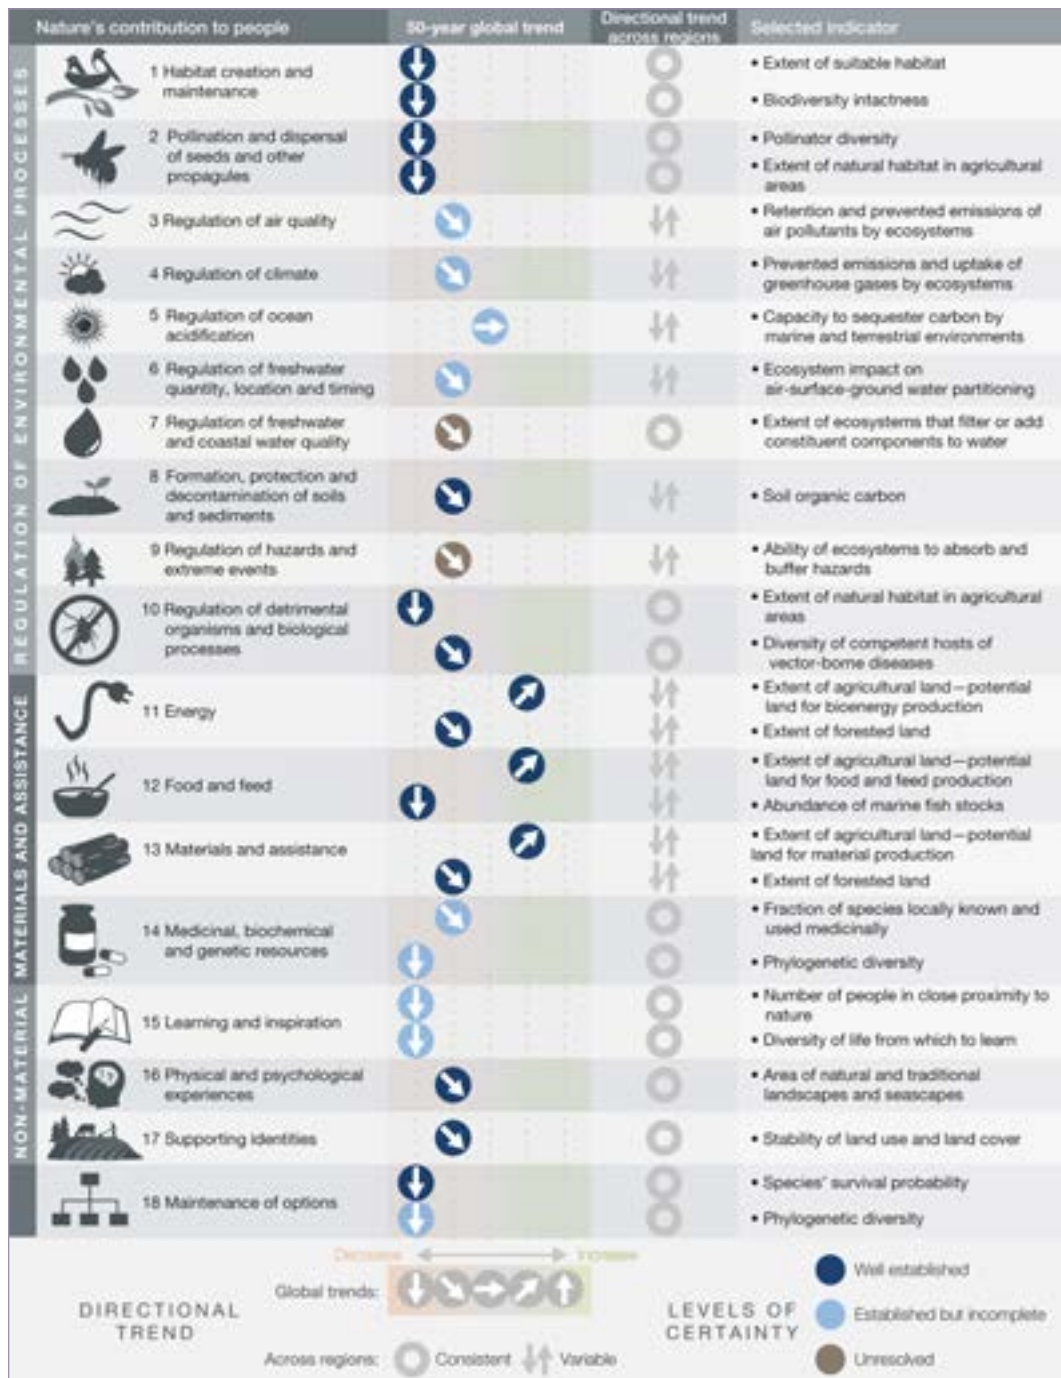 Nature's contribution to people
50-year global trend
Directional trend
across regions
Selected indicator
REGULATION OF ENVIRONMENTAL PROCESSES
1 Habitat creation and
maintenance
• Extent of suitable habitat
• Biodiversity intactness
2 Pollination and dispersal
of seeds and other
propagules
• Pollinator diversity
• Extent of natural habitat in agricultural
areas
3 Regulation of air quality
• Retention and prevented emissions of
air pollutants by ecosystems
4 Regulation of climate
• Prevented emissions and uptake of
greenhouse gases by ecosystems
5 Regulation of ocean
acidification
• Capacity to sequester carbon by
marine and terrestrial environments
6 Regulation of freshwater
quantity, location and timing
• Ecosystem impact on
air-surface-ground water partitioning
7 Regulation of freshwater
and coastal water quality
• Extent of ecosystems that filter or add
constituent components to water
8 Formation, protection and
decontamination of soils
and sediments
• Soil organic carbon
9 Regulation of hazards and
extreme events
• Ability of ecosystems to absorb and
buffer hazards
10 Regulation of detrimental
organisms and biological
processes
• Extent of natural habitat in agricultural
areas
• Diversity of competent hosts of
vector-borne diseases
MATERIALS AND ASSISTANCE
11 Energy
• Extent of agricultural land—potential
land for bioenergy production
• Extent of forested land
12 Food and feed
• Extent of agricultural land—potential
land for food and feed production
• Abundance of marine fish stocks
13 Materials and assistance
• Extent of agricultural land—potential
land for material production
• Extent of forested land
14 Medicinal, biochemical
and genetic resources
• Fraction of species locally known and
used medicinally
• Phylogenetic diversity
NON-MATERIAL
15 Learning and inspiration
• Number of people in close proximity to
nature
• Diversity of life from which to learn
16 Physical and psychological
experiences
• Area of natural and traditional
landscapes and seascapes
17 Supporting identities
• Stability of land use and land cover
18 Maintenance of options
• Species' survival probability
• Phylogenetic diversity
DIRECTIONAL
TREND
Decrease
Increase
Global trends:
Across regions:
Consistent
Variable
LEVELS OF
CERTAINTY
Well established
Established but incomplete
Unresolved